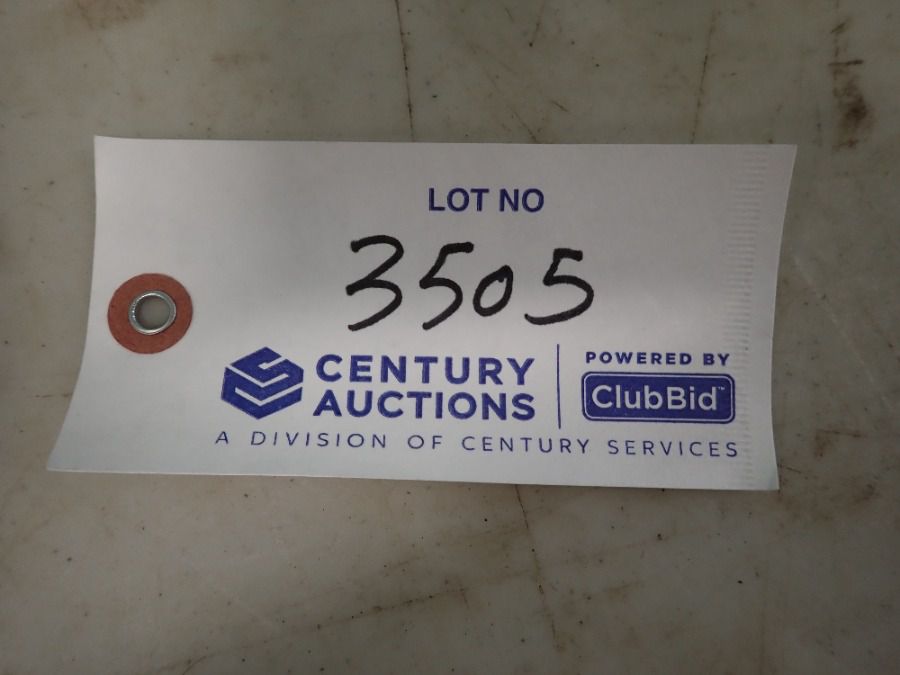 LOT NO
3505
CENTURY
AUCTIONS
POWERED BY
ClubBid™
A DIVISION OF CENTURY SERVICES